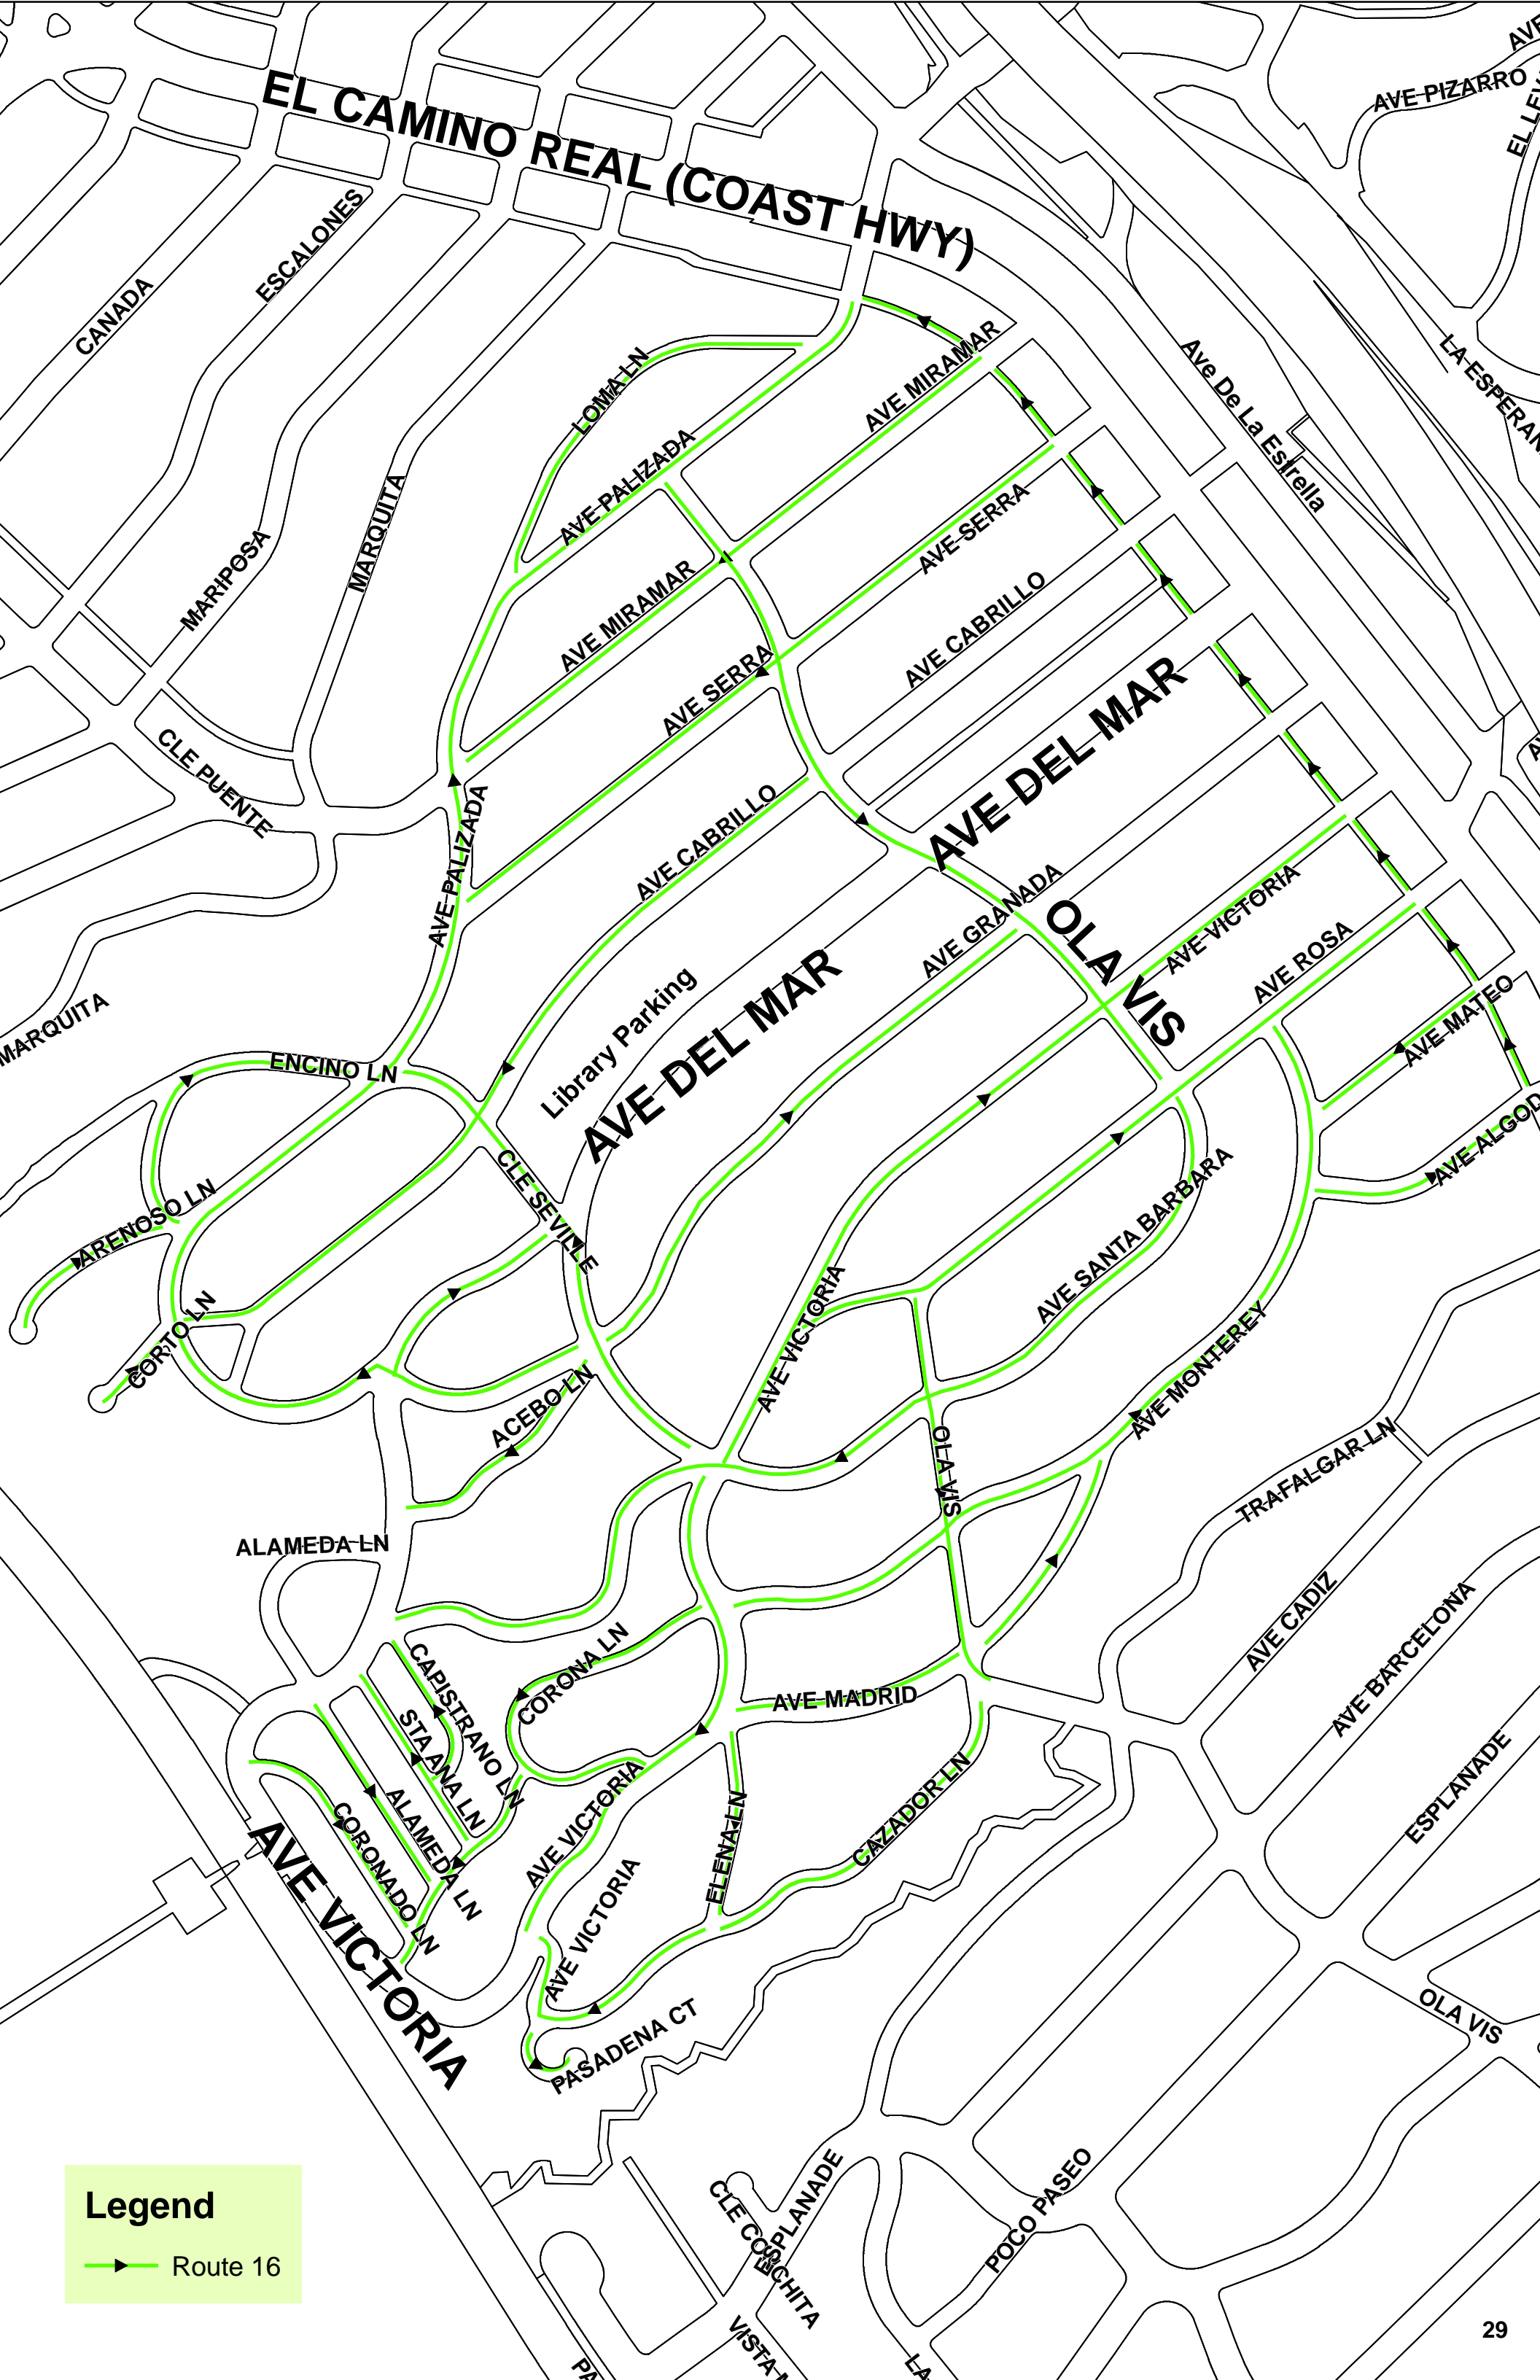 AVE PIZARRO
EL CAMINO REAL (COAST HWY)
ESCALONES
CANADA
LOMA LN
AVE MIRAMAR
Ave De La Estrella
AVE PALIZADA
MARQUITA
AVE SERRA
MARIPOSA
AVE MIRAMAR
AVE CABRILLO
AVE SERRA
AVE DEL MAR
CLE PUENTE
AVE CABRILLO
AVE PALIZADA
AVE GRANADA
AVE VICTORIA
OLA VIS
AVE ROSA
Library Parking
AVE DEL MAR
MARQUITA
AVE MATEO
ENCINO LN
CLE SEVILLE
AVE SANTA BARBARA
ARENOSO LN
CORTO LN
AVE VICTORIA
AVE MONTEREY
ACEBO LN
OLA VIS
TRAFALGAR LN
ALAMEDA LN
AVE CADIZ
AVE BARCELONA
CORONA LN
CAPISTRANO LN
AVE MADRID
STA ANA LN
ESPLANADE
CAZADOR LN
AVE VICTORIA
ALAMEDA LN
ELENA LN
CORONADO LN
AVE VICTORIA
AVE VICTORIA
OLA VIS
PASADENA CT
ESPLANADE
POCO PASEO
CLE CONCHITA
Legend
Route 16
29